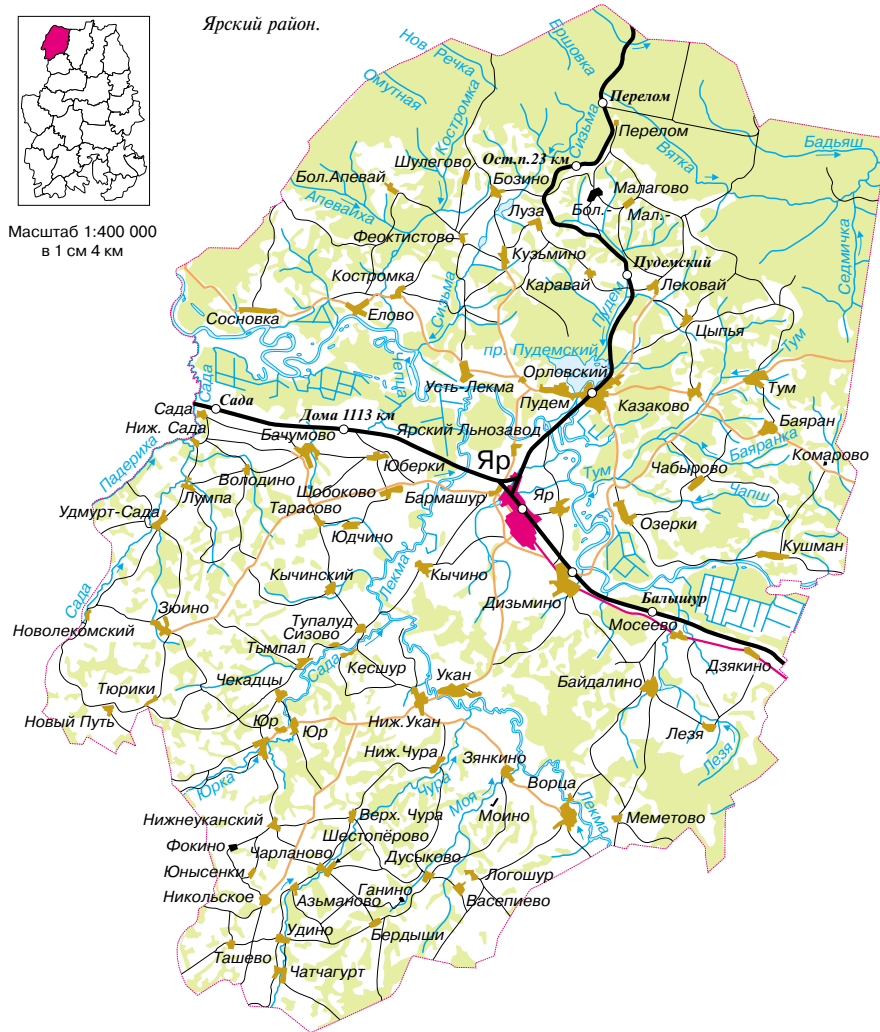 Ярский район.
Масштаб 1:400 000
в 1 см 4 км
Нов. Речка
Омутная
Ершовка
Костромка
Перелом
Перелом
Сизьма
Вятка
Бадьяш
Шулегово
Ост.п.23 км
Бол.Апевай
Бозино
Малагово
Апевайха
Луза
Бол.-
Мал.-
Феоктистово
Седмичка
Кузьмино
Пудемский
Костромка
Каравай
Лековай
Сизьма
Пудем
Сосновка
Елово
Цыпья
Тум
Чепца
пр. Пудемский
Орловский
Усть-Лекма
Тум
Сада
Сада
Пудем
Казаково
Сада
Дома 1113 км
Ярский Льнозавод
Баяран
Ниж. Сада
Бачумово
Баяранка
Падериха
Юберки
Яр
Комарово
Володино
Тум
Чабырово
Лумпа
Шобоково
Бармашур
Яр
Чапш
Удмурт-Сада
Тарасово
Озерки
Юдчино
Кушман
Лекма
Кычинский
Кычино
Сада
Дизьмино
Балышур
Зюино
Новолекомский
Тупалуд
Мосеево
Сизово
Тымпал
Сада
Кесшур
Дзякино
Чекадцы
Укан
Байдалино
Тюрики
Новый Путь
Юр
Юр
Ниж.Укан
Лезя
Ниж.Чура
Зянкино
Лезя
Юрка
Чура
Моя
Ворца
Лекма
Моино
Нижнеуканский
Верх. Чура
Меметово
Шестопёрово
Фокино
Чарланово
Дусыково
Юнысенки
Логошур
Ганино
Никольское
Азьманово
Васепиево
Удино
Бердыши
Ташево
Чатчагурт